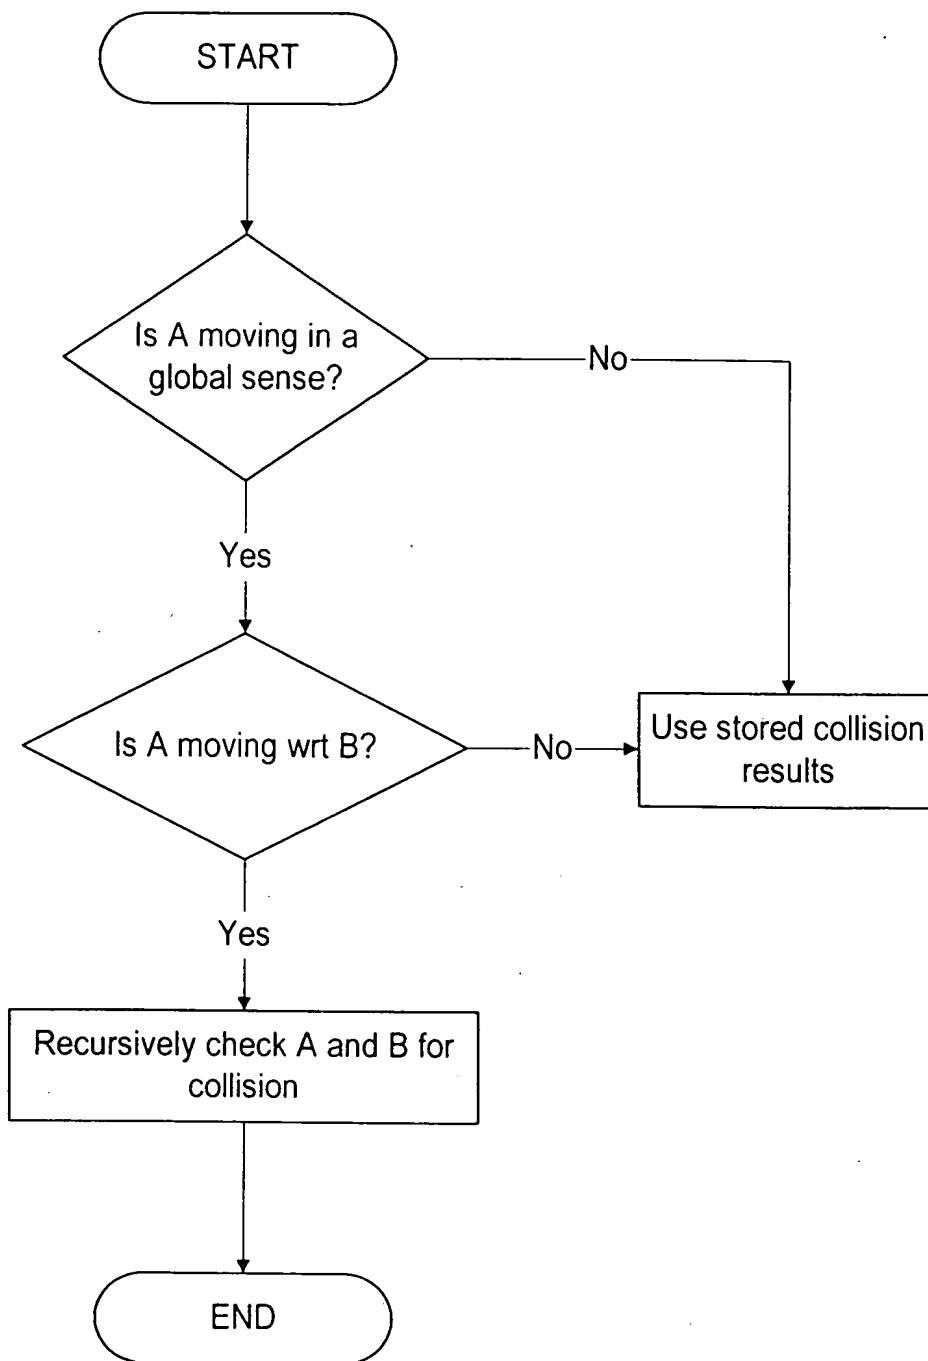 START
Is A moving in a
global sense?
No
Yes
Is A moving wrt B?
No
Use stored collision
results
Yes
Recursively check A and B for
collision
END